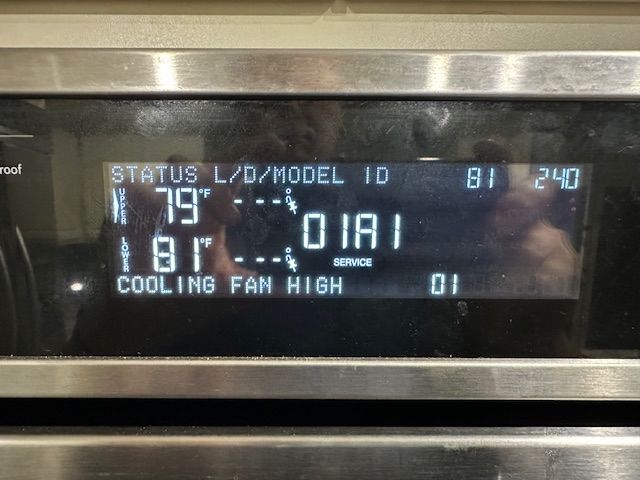 roof
STATUS L/D/MODEL ID 81 240
UPPER 79°F ---°
LOWER 81°F ---°
01A1
SERVICE
COOLING FAN HIGH 01